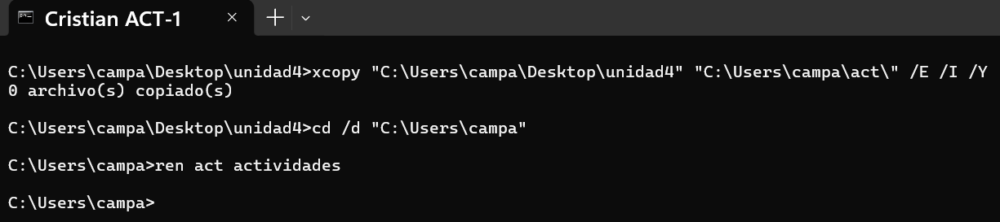 Cristian ACT-1
C:\Users\campa\Desktop\unidad4>xcopy "C:\Users\campa\Desktop\unidad4" "C:\Users\campa\act\" /E /I /Y
0 archivo(s) copiado(s)
C:\Users\campa\Desktop\unidad4>cd /d "C:\Users\campa"
C:\Users\campa>ren act actividades
C:\Users\campa>